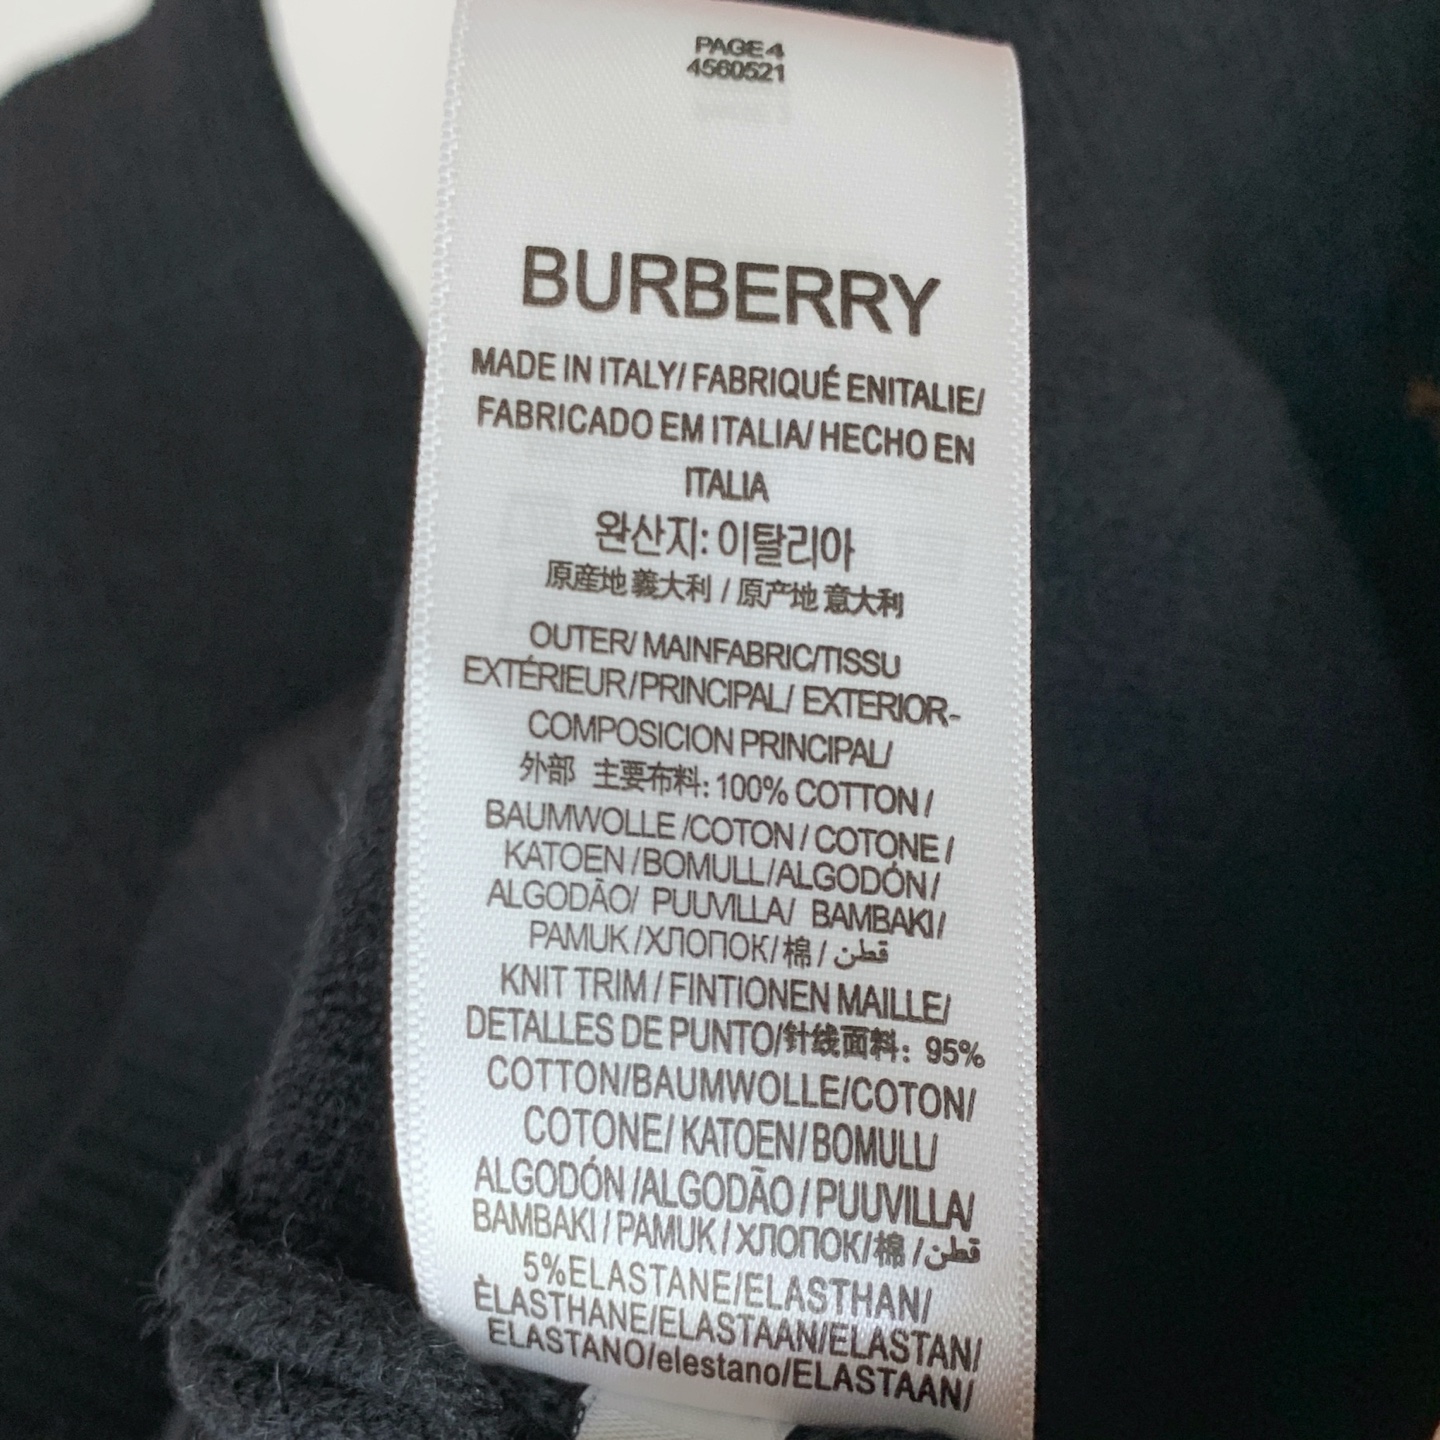 PAGE 4
4560521
BURBERRY
MADE IN ITALY/ FABRIQUÉ ENITALIE/
FABRICADO EM ITALIA/ HECHO EN
ITALIA
완산지: 이탈리아
原産地 義大利 / 原产地 意大利
OUTER/ MAINFABRIC/TISSU
EXTÉRIEUR/PRINCIPAL/ EXTERIOR-
COMPOSICION PRINCIPAL/
外部 主要布料: 100% COTTON /
BAUMWOLLE /COTON / COTONE /
KATOEN /BOMULL/ALGODÓN/
ALGODÃO/ PUUVILLA/ BAMBAKI/
PAMUK /ХЛОПОК/ 棉 / قطن
KNIT TRIM / FINTIONEN MAILLE/
DETALLES DE PUNTO/针线面料: 95%
COTTON/BAUMWOLLE/COTON/
COTONE/ KATOEN/ BOMULL/
ALGODÓN /ALGODÃO / PUUVILLA/
BAMBAKI / PAMUK / ХЛОПОК/棉 / قطن
5%ELASTANE/ELASTHAN/
ÈLASTHANE/ELASTAAN/ELASTAN/
ELASTANO/elestano/ELASTAAN/